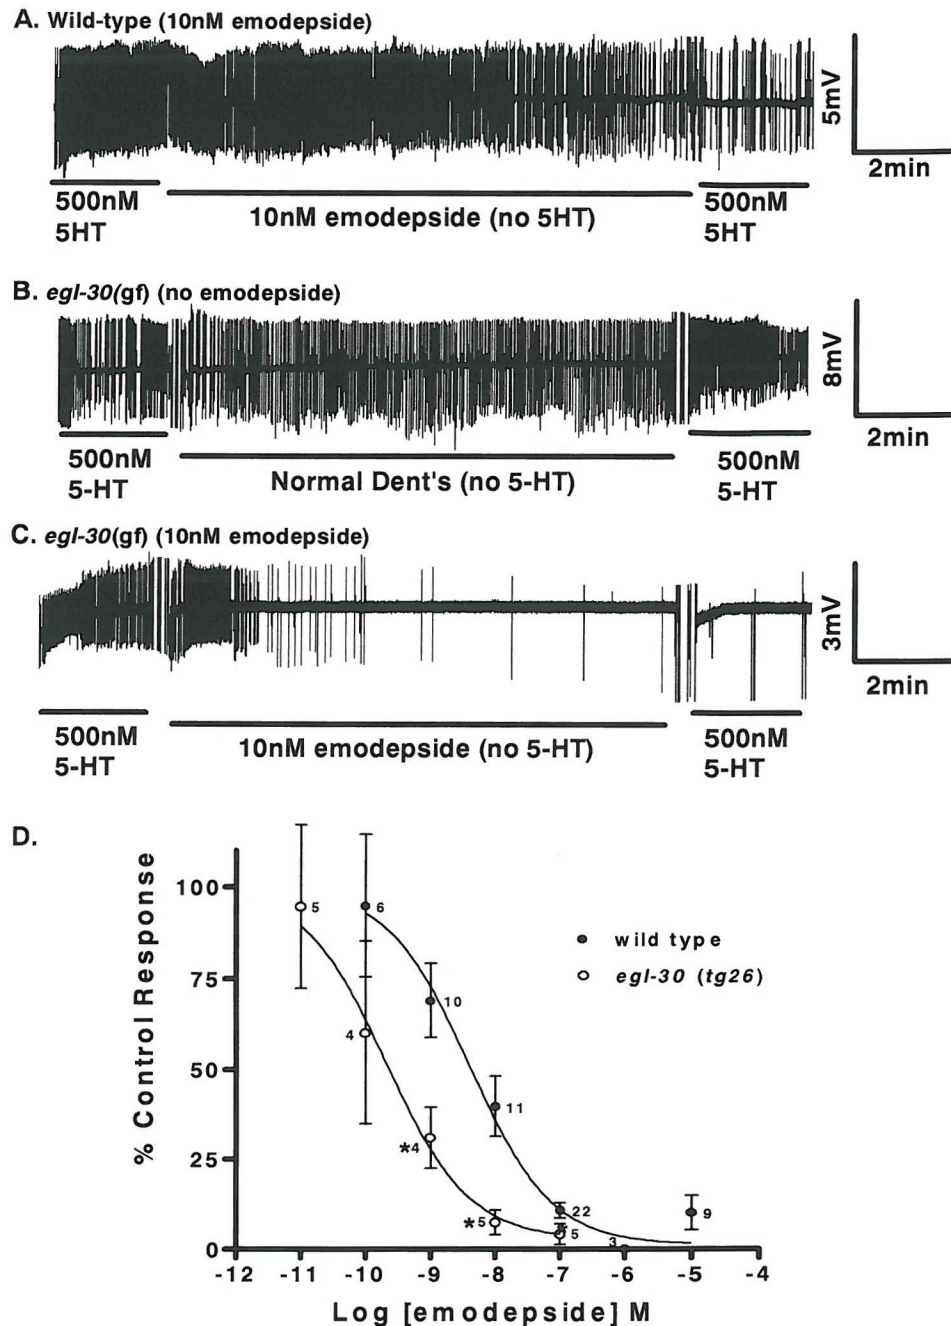 A. Wild-type (10nM emodepside)
5mV
2min
500nM
5HT
10nM emodepside (no 5HT)
500nM
5HT
B. egl-30(gf) (no emodepside)
8mV
2min
500nM
5-HT
Normal Dent's (no 5-HT)
500nM
5-HT
C. egl-30(gf) (10nM emodepside)
3mV
2min
500nM
5-HT
10nM emodepside (no 5-HT)
500nM
5-HT
D.
% Control Response
100
75
50
25
0
5
6
4
10
*4
11
*5
22
*5
3
9
wild type
egl-30 (tg26)
-12 -11 -10 -9 -8 -7 -6 -5 -4
Log [emodepside] M